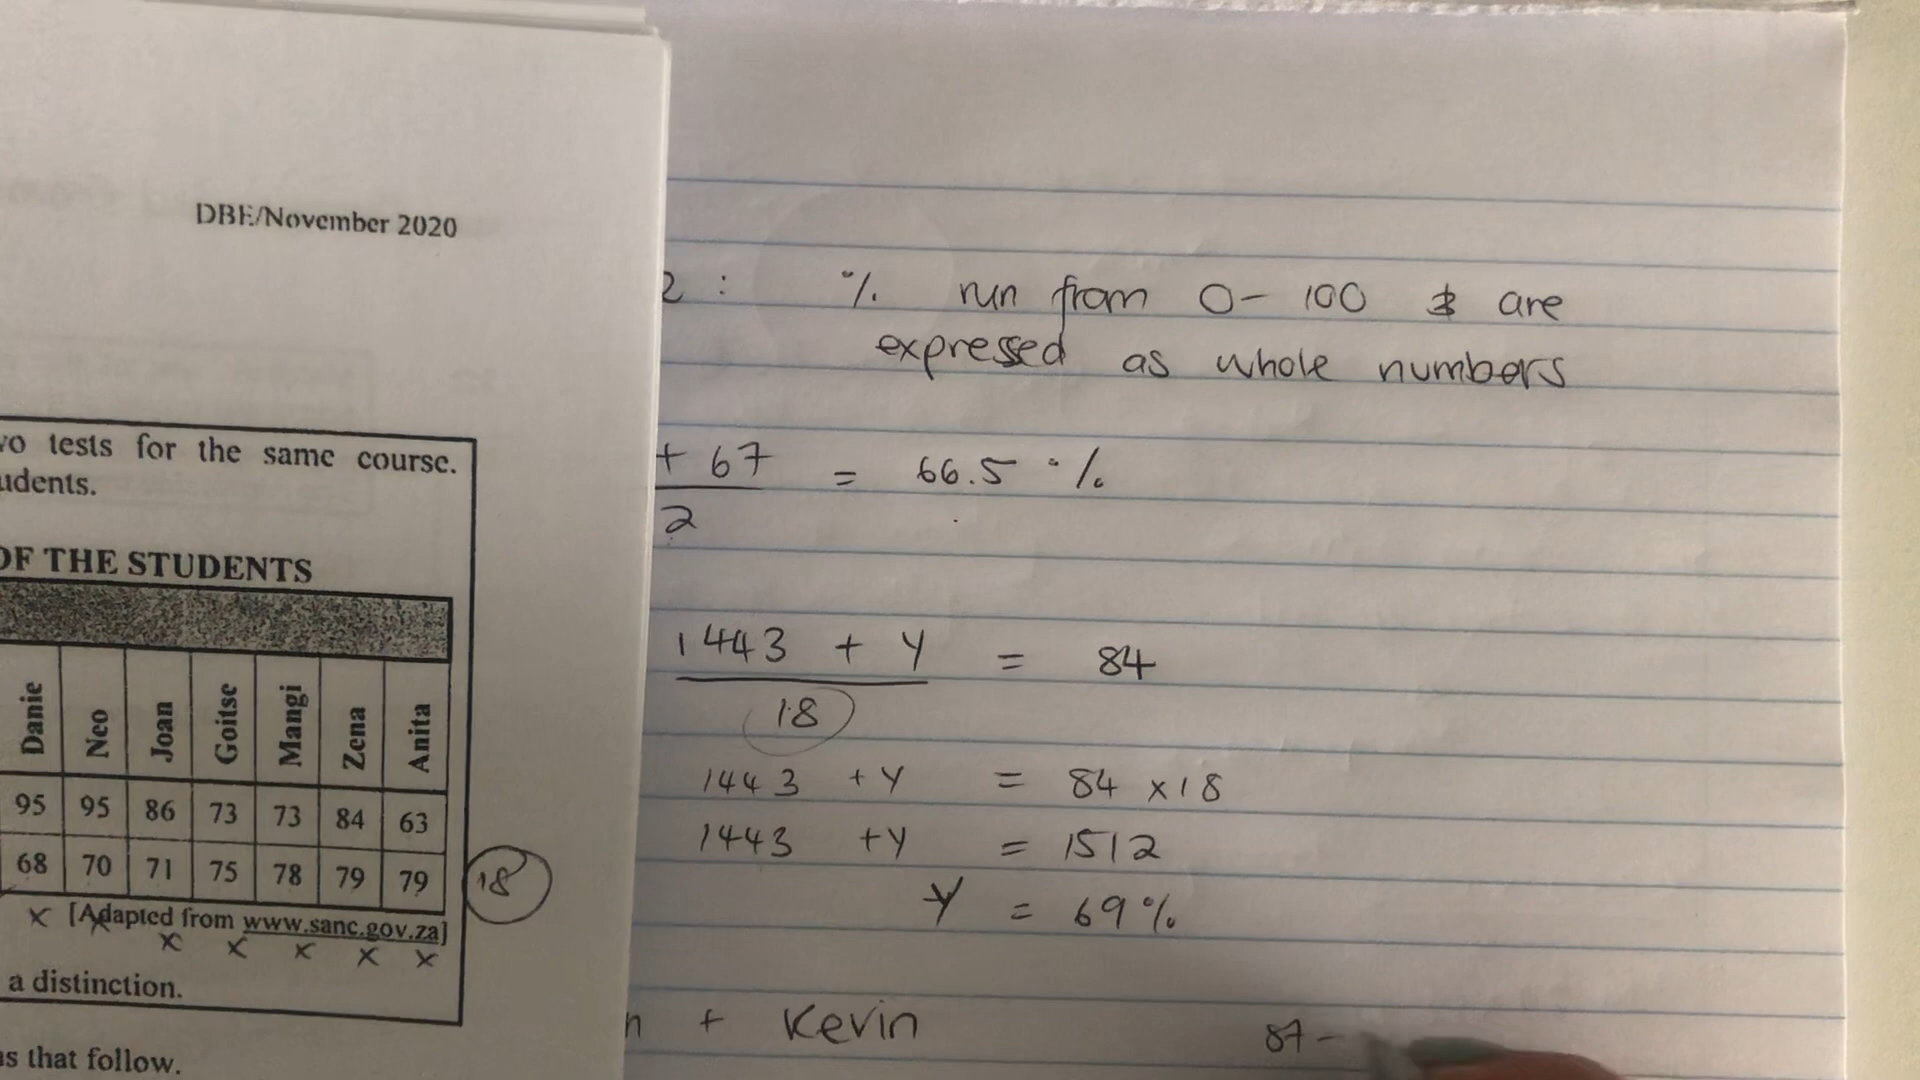 DBE/November 2020
vo tests for the same course.
udents.
OF THE STUDENTS
Danie Neo Joan Goitse Mangi Zena Anita
95 95 86 73 73 84 63
68 70 71 75 78 79 79
18
[Adapted from www.sanc.gov.za]
x x x x x x x
a distinction.
s that follow.
2 : % run from 0 - 100 & are
expressed as whole numbers
+ 67 = 66.5 %
2
1443 + y = 84
18
1443 + y = 84 x 18
1443 + y = 1512
y = 69%
n + Kevin 87 -